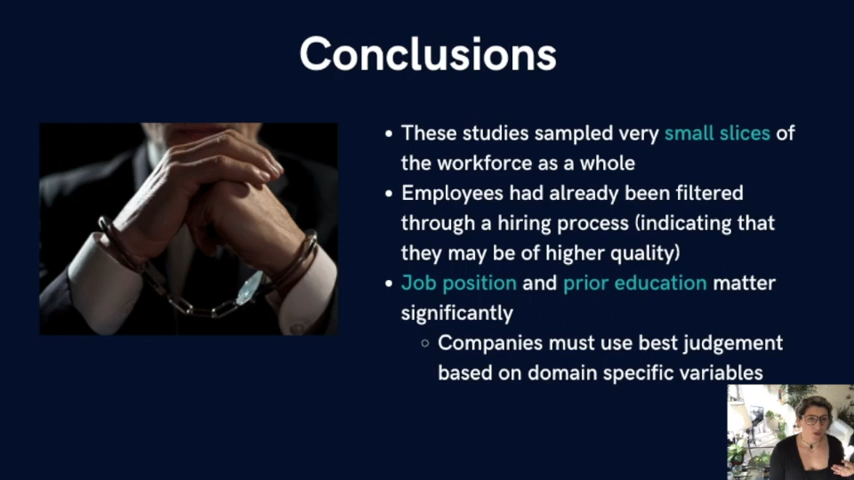 Conclusions
• These studies sampled very small slices of
the workforce as a whole
• Employees had already been filtered
through a hiring process (indicating that
they may be of higher quality)
• Job position and prior education matter
significantly
◦ Companies must use best judgement
based on domain specific variables